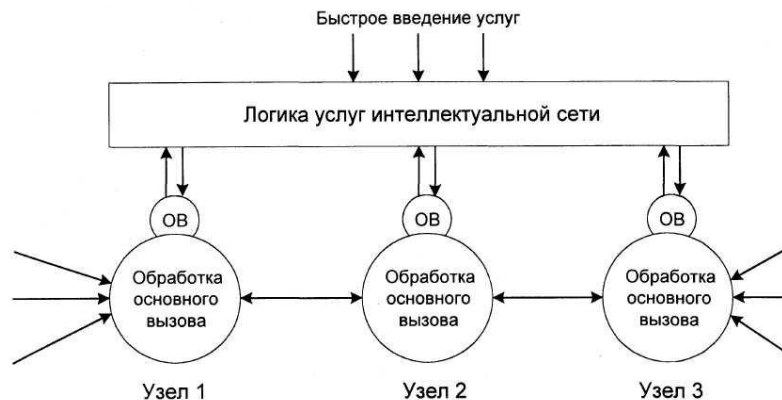 Быстрое введение услуг
Логика услуг интеллектуальной сети
ОВ
ОВ
ОВ
Обработка
основного
вызова
Обработка
основного
вызова
Обработка
основного
вызова
Узел 1
Узел 2
Узел 3